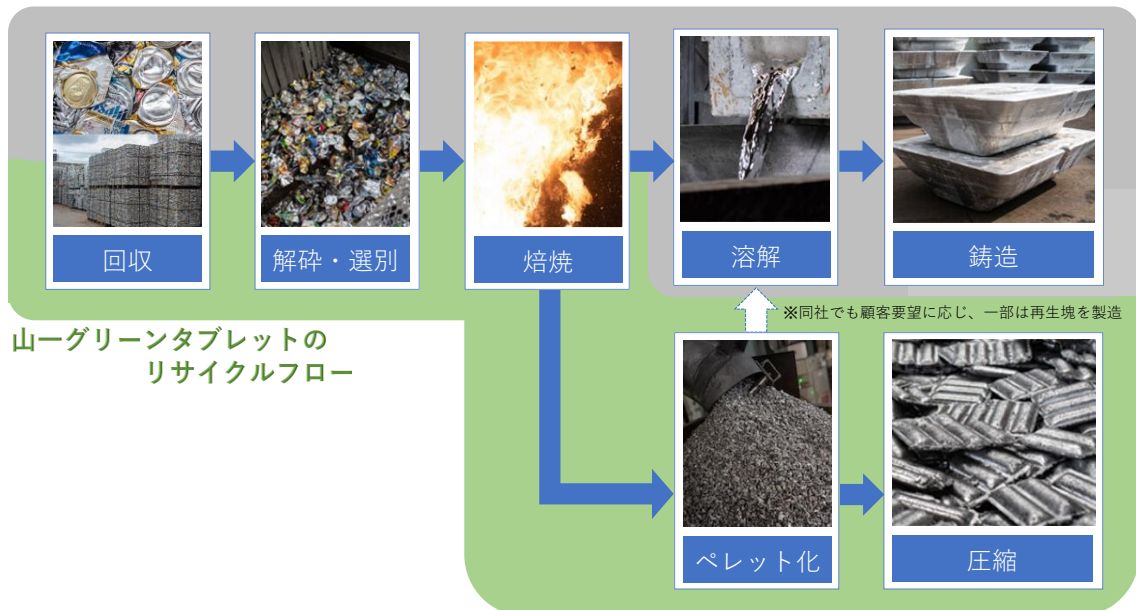 回収
解砕・選別
焙焼
溶解
鋳造
※同社でも顧客要望に応じ、一部は再生塊を製造
山一グリーンタブレットの
リサイクルフロー
ペレット化
圧縮